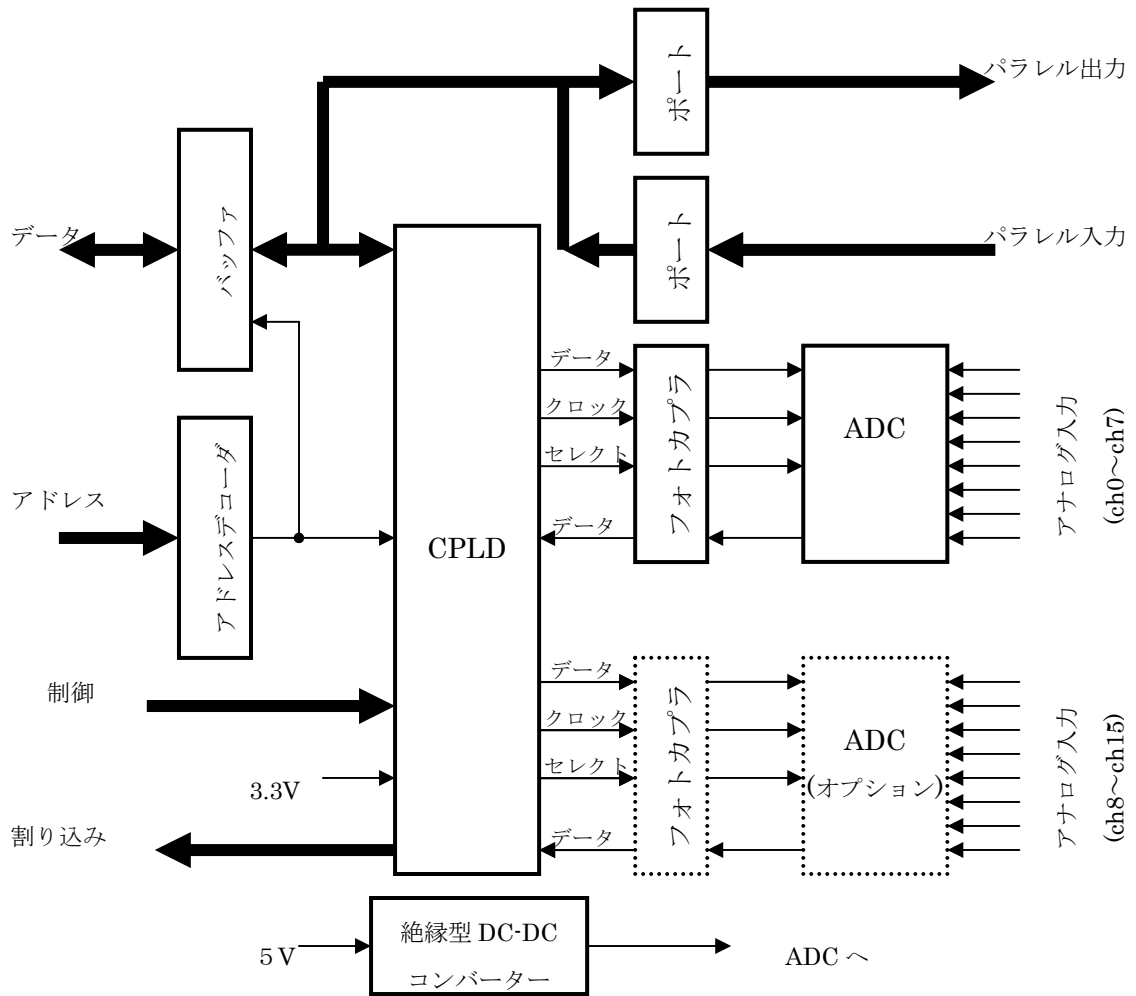 ポート
パラレル出力
ポート
パラレル入力
データ
バッファ
アドレス
アドレスデコーダ
制御
3.3V
割り込み
CPLD
データ
クロック
セレクト
データ
フォトカプラ
ADC
アナログ入力
(ch0～ch7)
データ
クロック
セレクト
データ
フォトカプラ
ADC
(オプション)
アナログ入力
(ch8～ch15)
５V
絶縁型 DC-DC
コンバーター
ADC へ